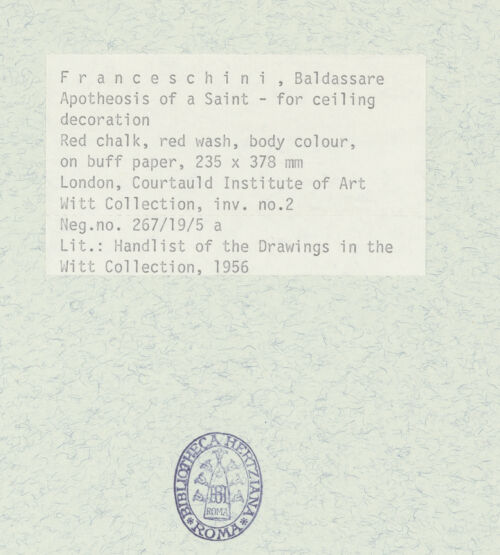 F r a n c e s c h i n i , Baldassare
Apotheosis of a Saint - for ceiling
decoration
Red chalk, red wash, body colour,
on buff paper, 235 x 378 mm
London, Courtauld Institute of Art
Witt Collection, inv. no.2
Neg.no. 267/19/5 a
Lit.: Handlist of the Drawings in the
Witt Collection, 1956
BIBLIOTHECA HERTZIANA
* ROMA *
BH
ROMA